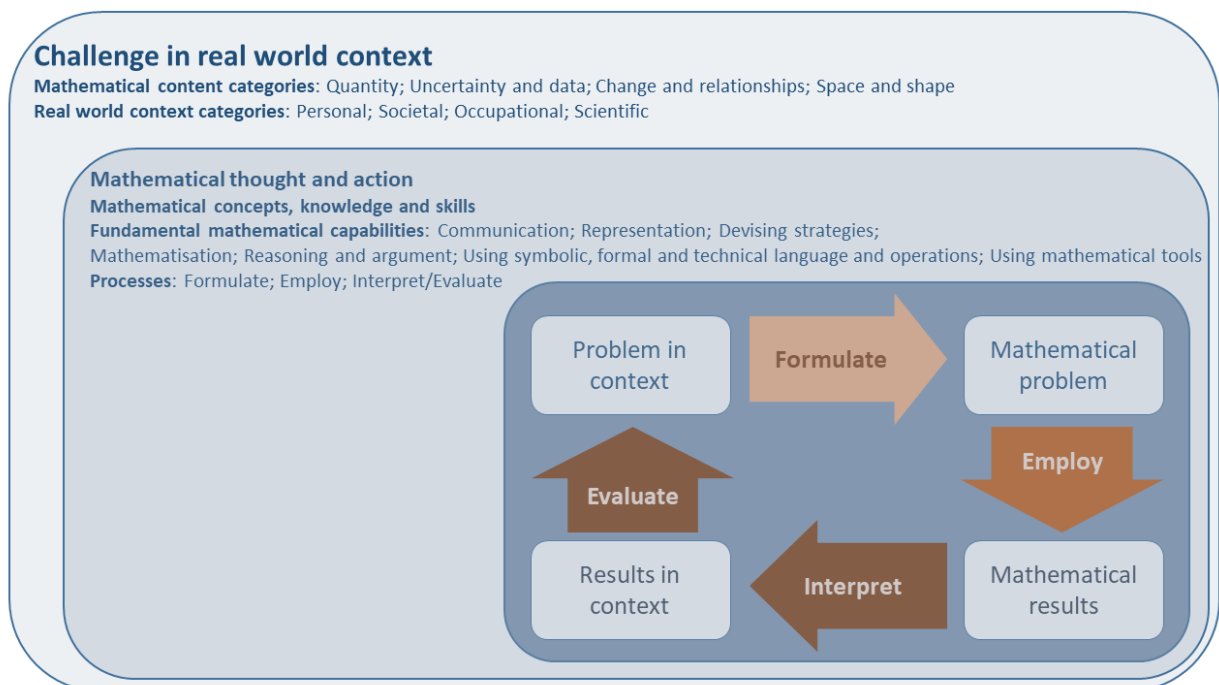 Challenge in real world context
Mathematical content categories: Quantity; Uncertainty and data; Change and relationships; Space and shape
Real world context categories: Personal; Societal; Occupational; Scientific
Mathematical thought and action
Mathematical concepts, knowledge and skills
Fundamental mathematical capabilities: Communication; Representation; Devising strategies;
Mathematisation; Reasoning and argument; Using symbolic, formal and technical language and operations; Using mathematical tools
Processes: Formulate; Employ; Interpret/Evaluate
Problem in
context
Formulate
Mathematical
problem
Employ
Evaluate
Results in
context
Interpret
Mathematical
results